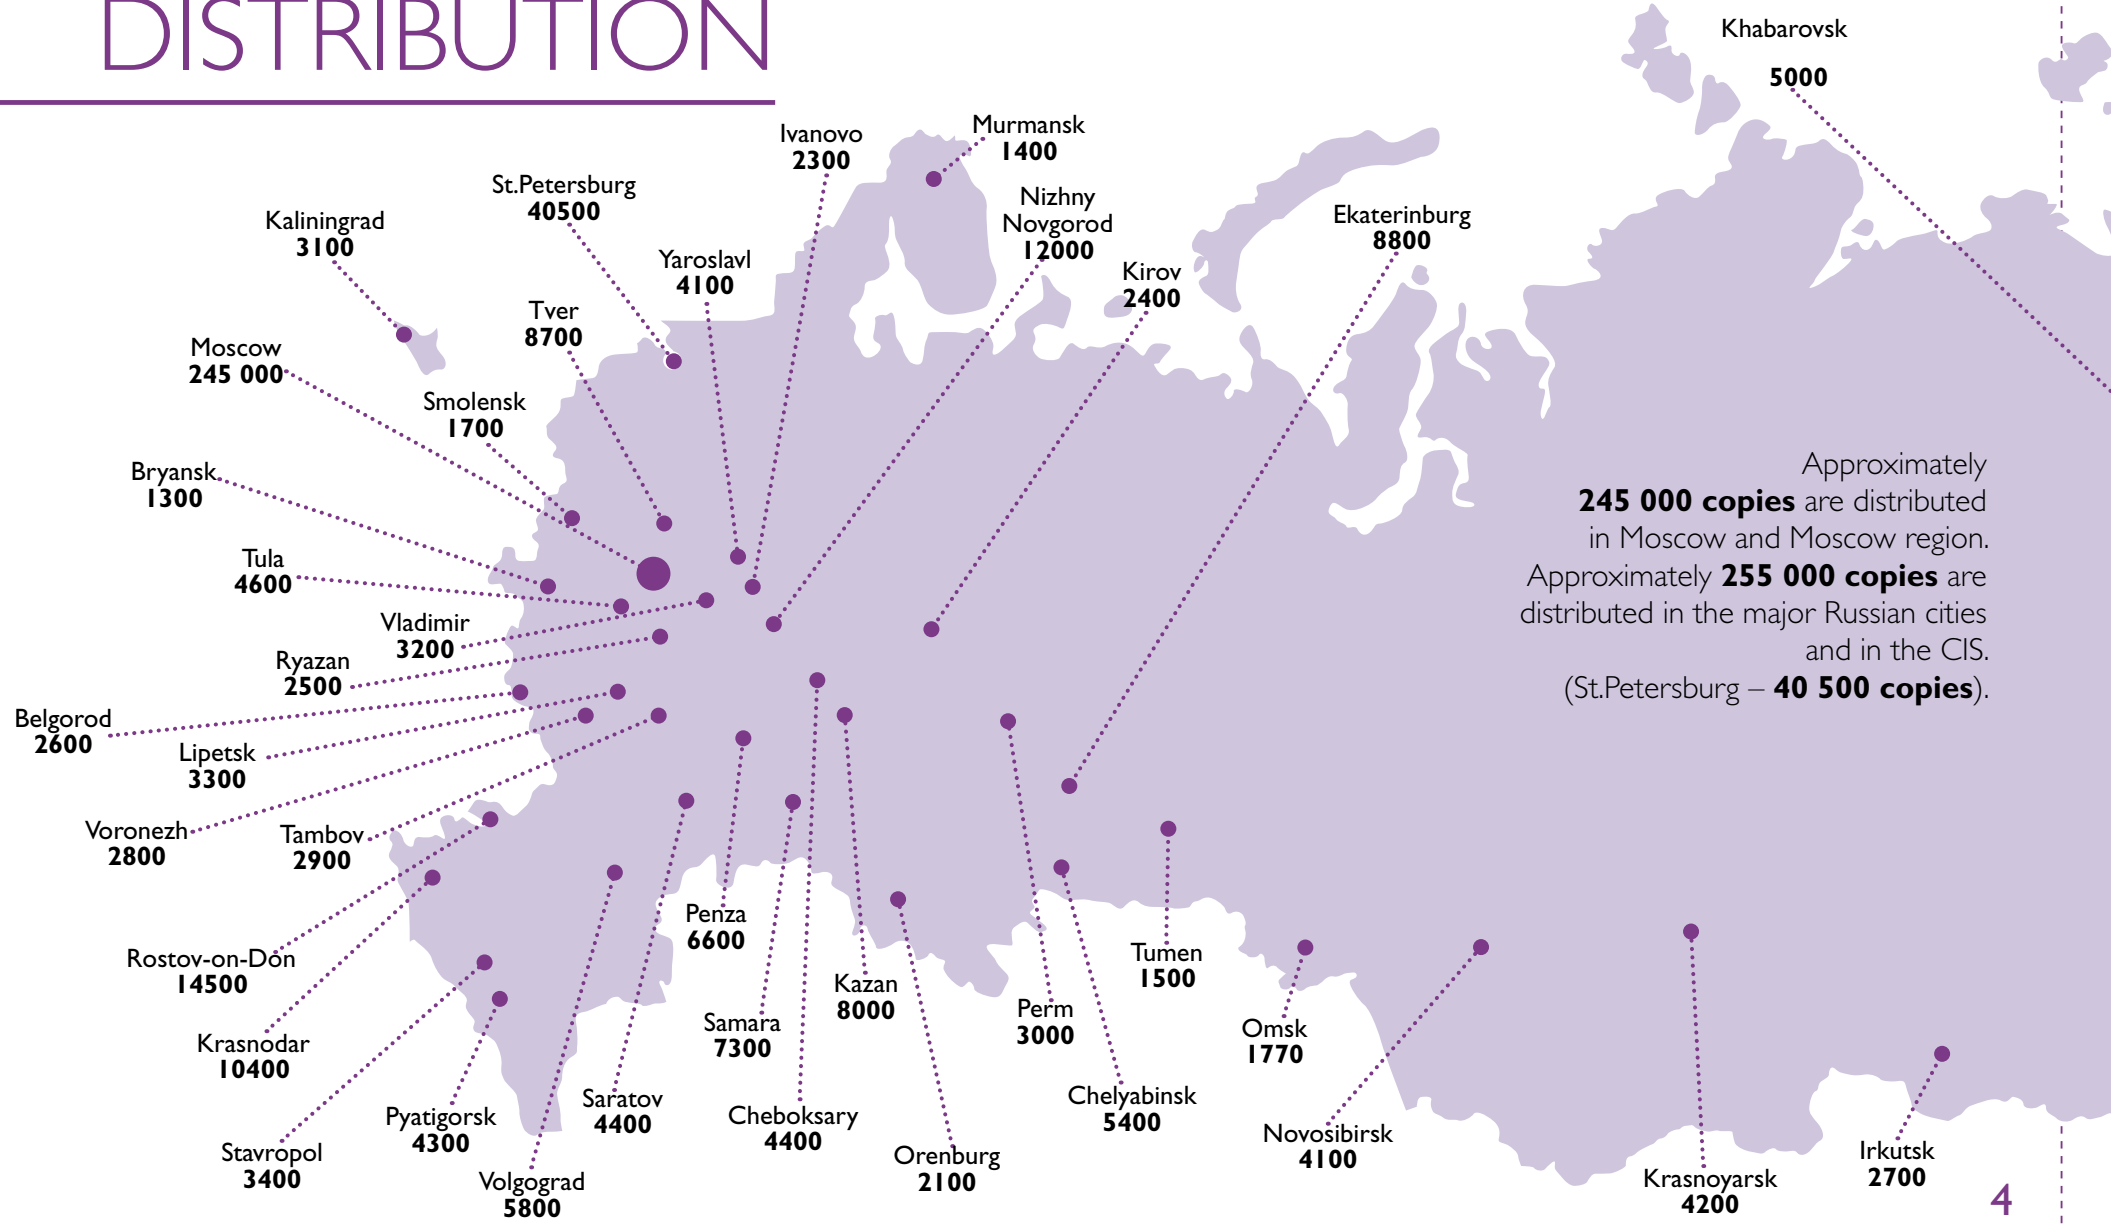 DISTRIBUTION
Khabarovsk
5000
Ivanovo
2300
Murmansk
1400
St.Petersburg
40500
Nizhny
Novgorod
12000
Kaliningrad
3100
Ekaterinburg
8800
Yaroslavl
4100
Kirov
2400
Tver
8700
Moscow
245 000
Smolensk
1700
Bryansk
1300
Approximately
245 000 copies are distributed
in Moscow and Moscow region.
Approximately 255 000 copies are
distributed in the major Russian cities
and in the CIS.
(St.Petersburg – 40 500 copies).
Tula
4600
Vladimir
3200
Ryazan
2500
Belgorod
2600
Lipetsk
3300
Voronezh
2800
Tambov
2900
Penza
6600
Rostov-on-Don
14500
Tumen
1500
Kazan
8000
Perm
3000
Samara
7300
Omsk
1770
Krasnodar
10400
Saratov
4400
Chelyabinsk
5400
Pyatigorsk
4300
Cheboksary
4400
Novosibirsk
4100
Stavropol
3400
Orenburg
2100
Irkutsk
2700
Volgograd
5800
Krasnoyarsk
4200
4